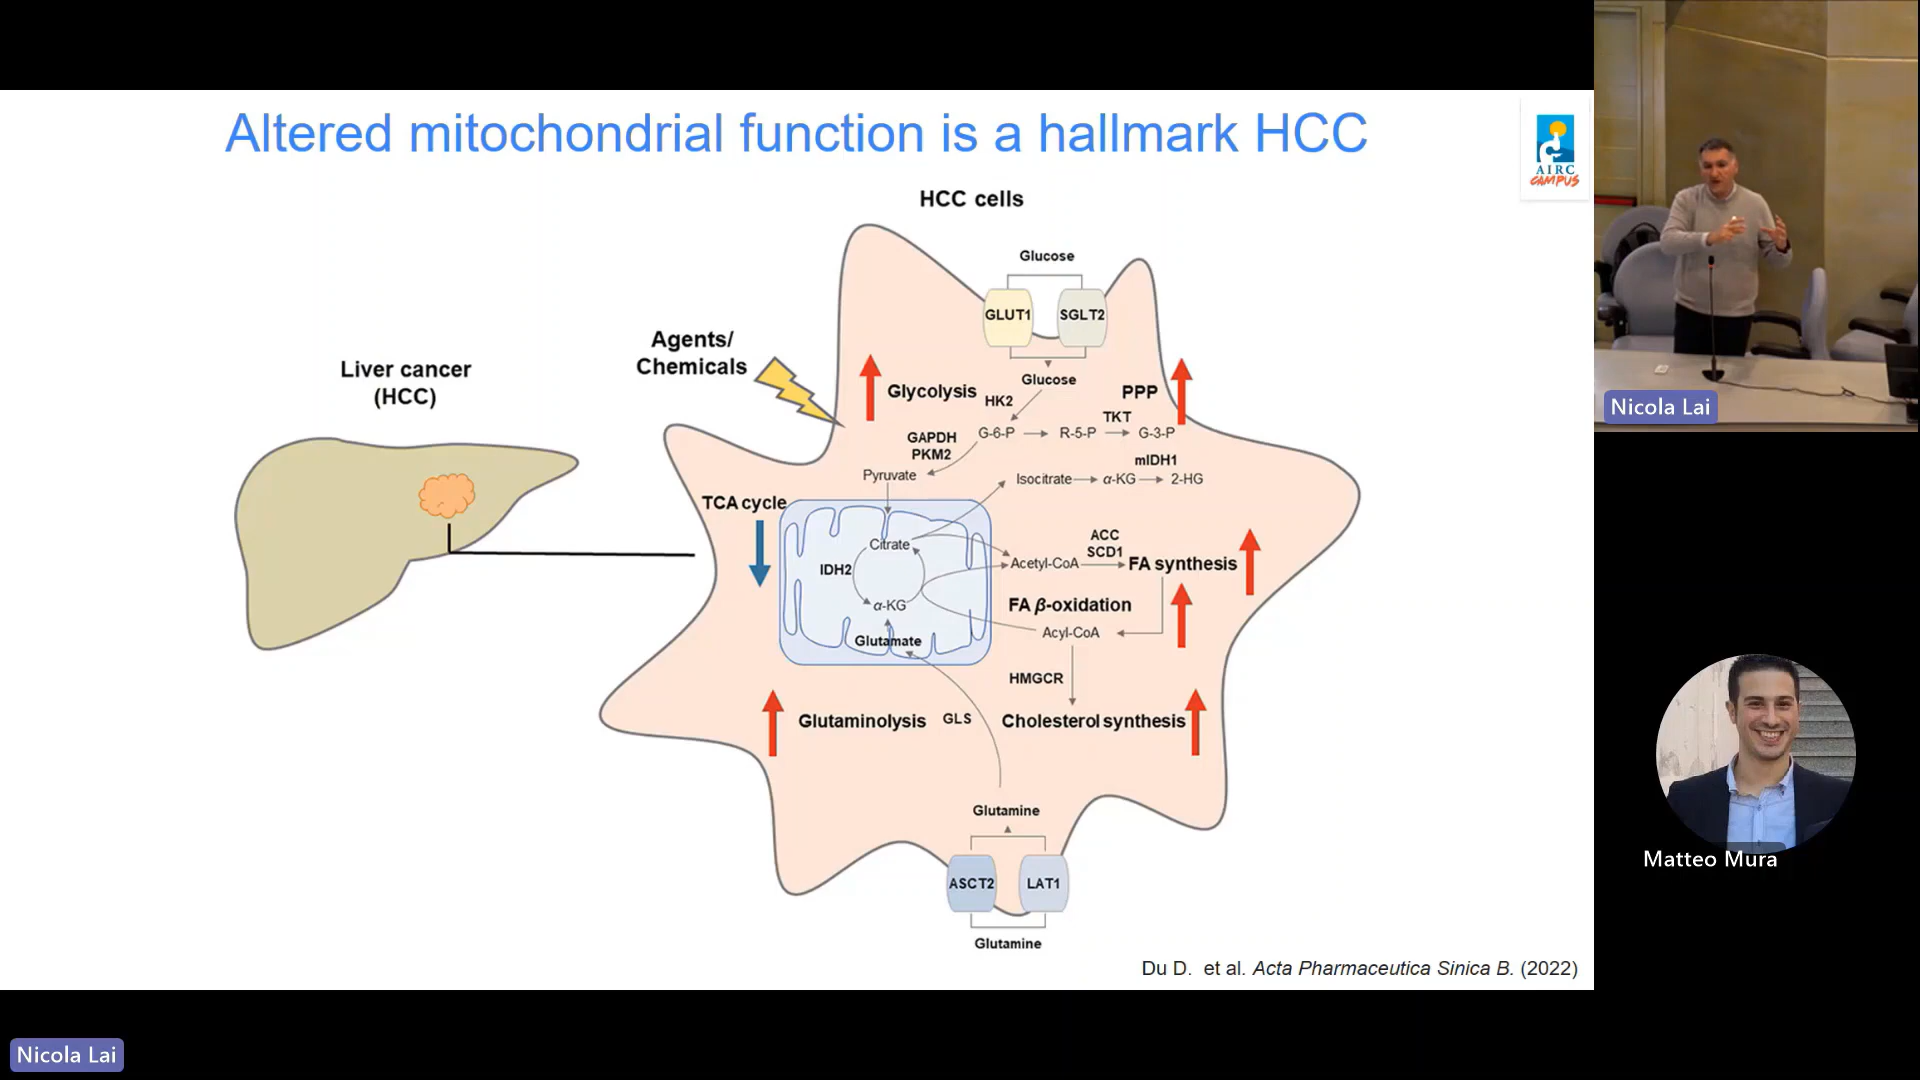 Altered mitochondrial function is a hallmark HCC
AIRC
CAMPUS
HCC cells
Glucose
GLUT1
SGLT2
Agents/
Chemicals
Liver cancer
(HCC)
Glycolysis
HK2
Glucose
PPP
TKT
GAPDH
PKM2
G-6-P
R-5-P
G-3-P
mIDH1
Pyruvate
Isocitrate
α-KG
2-HG
TCA cycle
Citrate
IDH2
α-KG
Glutamate
ACC
SCD1
Acetyl-CoA
FA synthesis
FA β-oxidation
Acyl-CoA
HMGCR
Glutaminolysis
GLS
Cholesterol synthesis
Glutamine
ASCT2
LAT1
Glutamine
Du D. et al. Acta Pharmaceutica Sinica B. (2022)
Nicola Lai
Matteo Mura
Nicola Lai